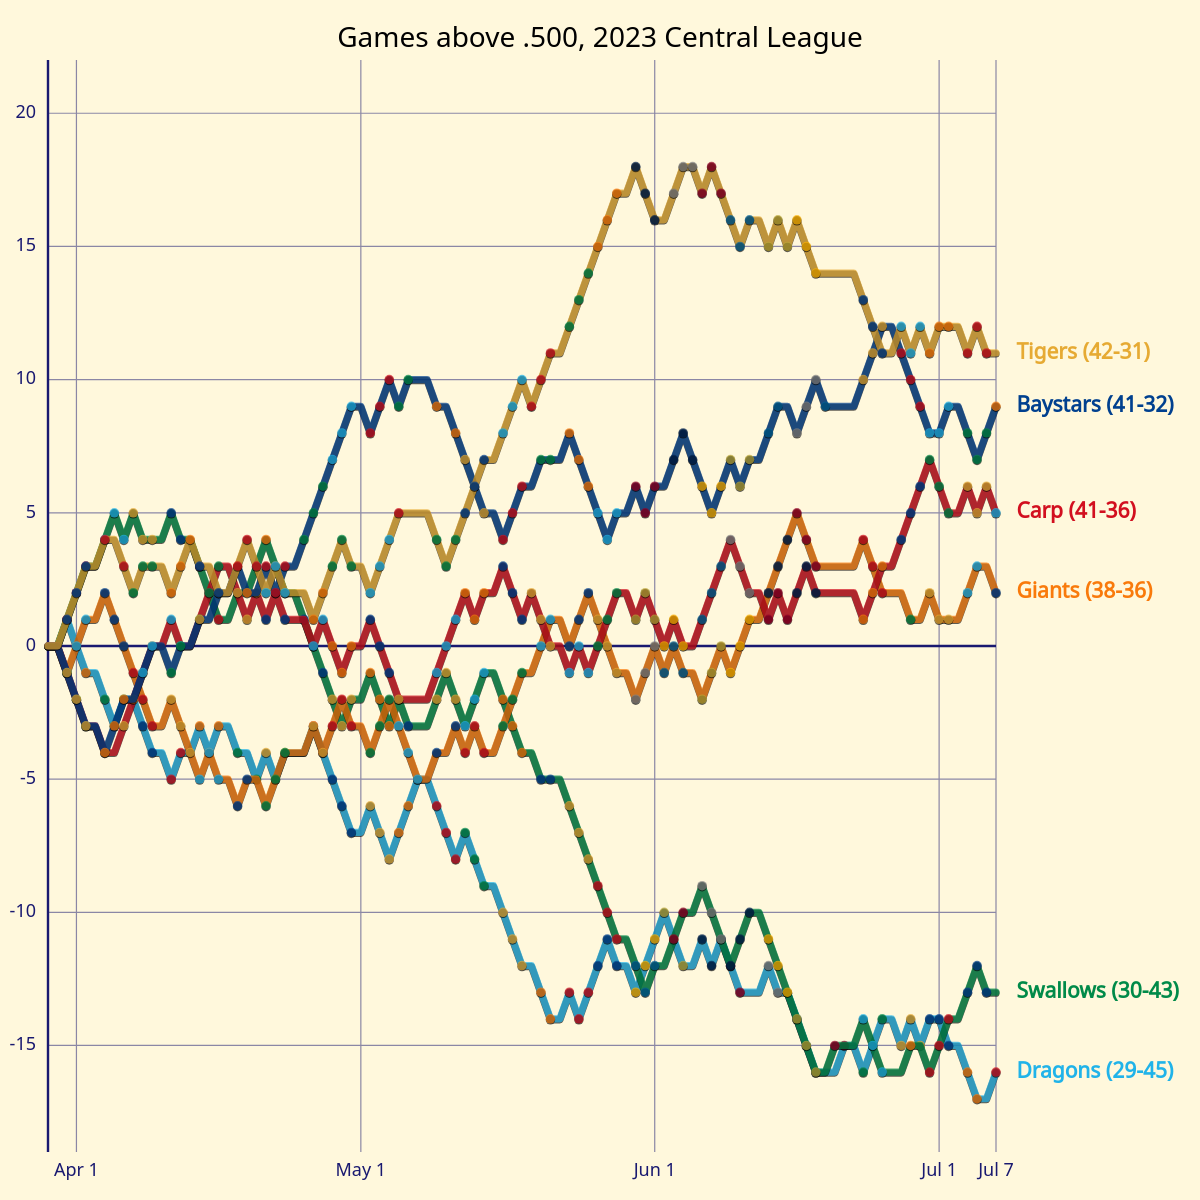 Games above .500, 2023 Central League
20
15
10
5
0
-5
-10
-15
Tigers (42-31)
Baystars (41-32)
Carp (41-36)
Giants (38-36)
Swallows (30-43)
Dragons (29-45)
Apr 1
May 1
Jun 1
Jul 1
Jul 7